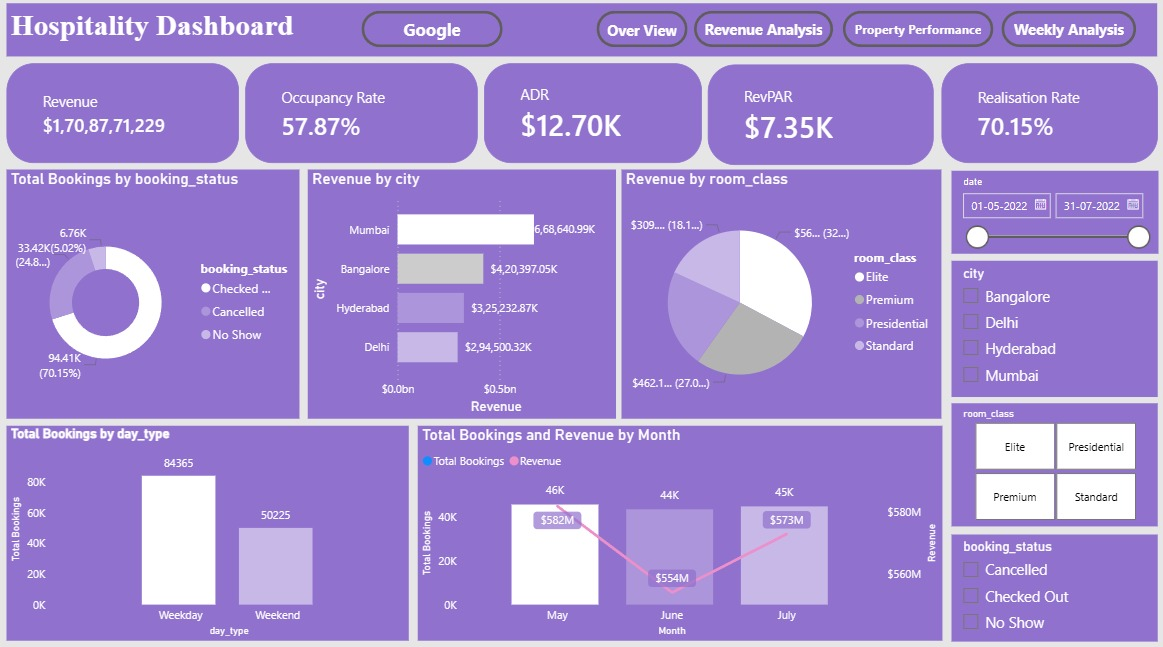 Hospitality Dashboard
Google
Over View
Revenue Analysis
Property Performance
Weekly Analysis
Revenue
$1,70,87,71,229
Occupancy Rate
57.87%
ADR
$12.70K
RevPAR
$7.35K
Realisation Rate
70.15%
Total Bookings by booking_status
6.76K
(5.02%)
33.42K
(24.8...)
94.41K
(70.15%)
booking_status
Checked ...
Cancelled
No Show
Revenue by city
city
Mumbai
6,68,640.99K
Bangalore
$4,20,397.05K
Hyderabad
$3,25,232.87K
Delhi
$2,94,500.32K
$0.0bn
$0.5bn
Revenue
Revenue by room_class
$309.... (18.1...)
$56... (32...)
$462.1... (27.0...)
room_class
Elite
Premium
Presidential
Standard
date
01-05-2022
31-07-2022
city
Bangalore
Delhi
Hyderabad
Mumbai
room_class
Elite
Presidential
Premium
Standard
booking_status
Cancelled
Checked Out
No Show
Total Bookings by day_type
Total Bookings
80K
60K
40K
20K
0K
84365
50225
Weekday
Weekend
day_type
Total Bookings and Revenue by Month
Total Bookings
Revenue
Total Bookings
40K
20K
0K
46K
44K
45K
$582M
$554M
$573M
$580M
$560M
Revenue
May
June
July
Month